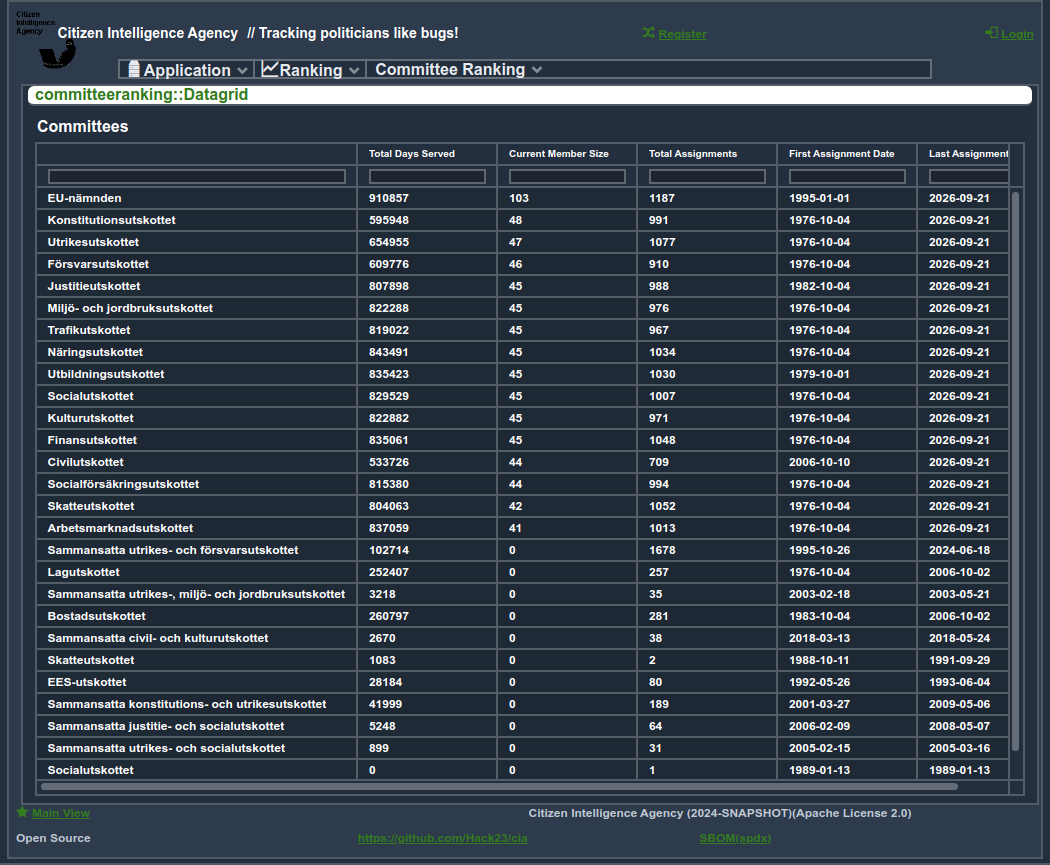 Citizen
Intelligence
Agency
Citizen Intelligence Agency // Tracking politicians like bugs!
Register
Login
Application Ranking Committee Ranking
committeeranking::Datagrid
Committees
Total Days Served Current Member Size Total Assignments First Assignment Date Last Assignment
EU-nämnden 910857 103 1187 1995-01-01 2026-09-21
Konstitutionsutskottet 595948 48 991 1976-10-04 2026-09-21
Utrikesutskottet 654955 47 1077 1976-10-04 2026-09-21
Försvarsutskottet 609776 46 910 1976-10-04 2026-09-21
Justitieutskottet 807898 45 988 1982-10-04 2026-09-21
Miljö- och jordbruksutskottet 822288 45 976 1976-10-04 2026-09-21
Trafikutskottet 819022 45 967 1976-10-04 2026-09-21
Näringsutskottet 843491 45 1034 1976-10-04 2026-09-21
Utbildningsutskottet 835423 45 1030 1979-10-01 2026-09-21
Socialutskottet 829529 45 1007 1976-10-04 2026-09-21
Kulturutskottet 822882 45 971 1976-10-04 2026-09-21
Finansutskottet 835061 45 1048 1976-10-04 2026-09-21
Civilutskottet 533726 44 709 2006-10-10 2026-09-21
Socialförsäkringsutskottet 815380 44 994 1976-10-04 2026-09-21
Skatteutskottet 804063 42 1052 1976-10-04 2026-09-21
Arbetsmarknadsutskottet 837059 41 1013 1976-10-04 2026-09-21
Sammansatta utrikes- och försvarsutskottet 102714 0 1678 1995-10-26 2024-06-18
Lagutskottet 252407 0 257 1976-10-04 2006-10-02
Sammansatta utrikes-, miljö- och jordbruksutskottet 3218 0 35 2003-02-18 2003-05-21
Bostadsutskottet 260797 0 281 1983-10-04 2006-10-02
Sammansatta civil- och kulturutskottet 2670 0 38 2018-03-13 2018-05-24
Skatteutskottet 1083 0 2 1988-10-11 1991-09-29
EES-utskottet 28184 0 80 1992-05-26 1993-06-04
Sammansatta konstitutions- och utrikesutskottet 41999 0 189 2001-03-27 2009-05-06
Sammansatta justitie- och socialutskottet 5248 0 64 2006-02-09 2008-05-07
Sammansatta utrikes- och socialutskottet 899 0 31 2005-02-15 2005-03-16
Socialutskottet 0 0 1 1989-01-13 1989-01-13
Main View Citizen Intelligence Agency (2024-SNAPSHOT)(Apache License 2.0)
Open Source https://github.com/Hack23/cia SBOM(spdx)